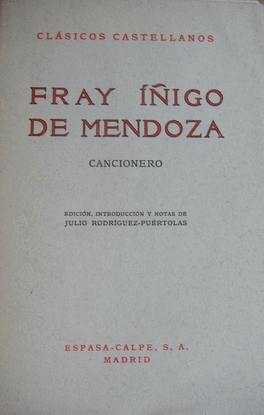 CLÁSICOS CASTELLANOS
FRAY ÍÑIGO
DE MENDOZA
CANCIONERO
EDICIÓN, INTRODUCCIÓN Y NOTAS DE
JULIO RODRÍGUEZ-PUÉRTOLAS
ESPASA-CALPE, S. A.
MADRID